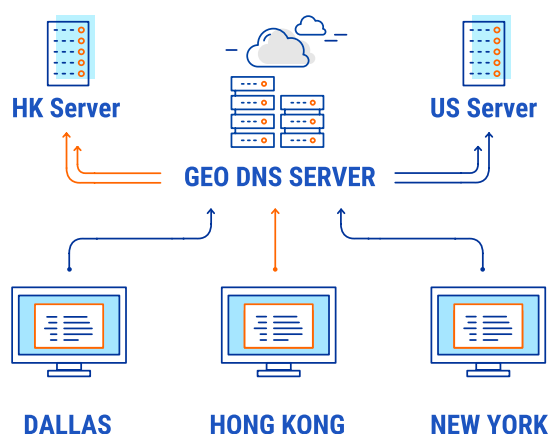 HK Server
US Server
GEO DNS SERVER
DALLAS
HONG KONG
NEW YORK